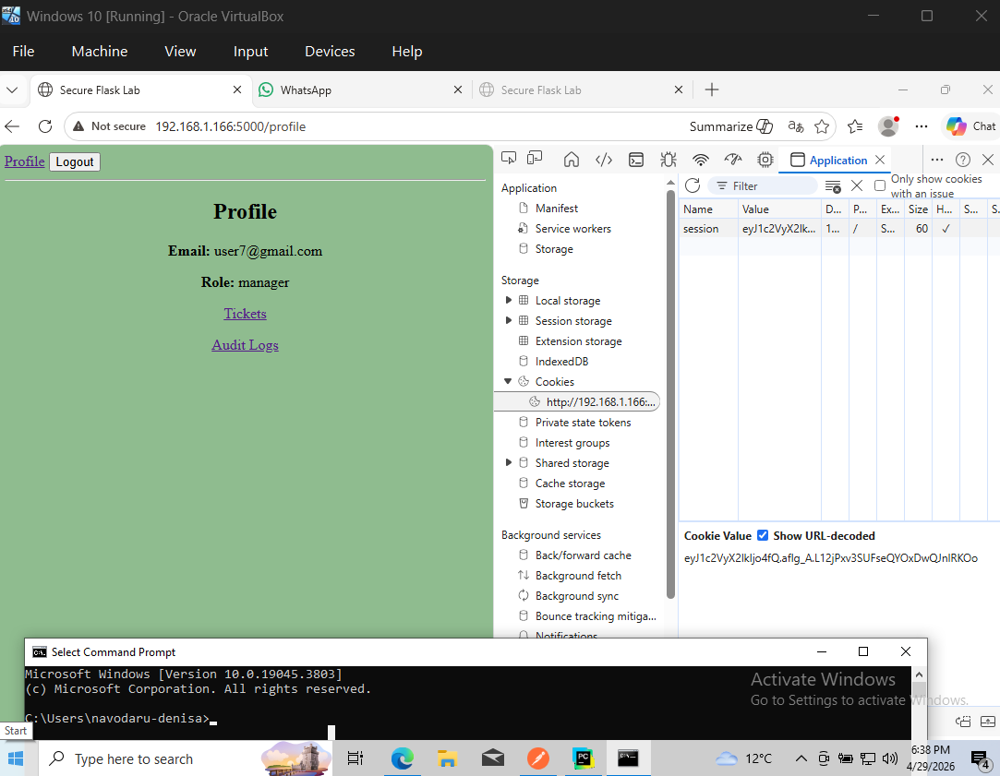 Windows 10 [Running] - Oracle VirtualBox
File Machine View Input Devices Help
Secure Flask Lab
WhatsApp
Secure Flask Lab
Not secure 192.168.1.166:5000/profile
Summarize
Chat
Profile Logout
Profile
Email: user7@gmail.com
Role: manager
Tickets
Audit Logs
Application
Application
Manifest
Service workers
Storage
Storage
Local storage
Session storage
Extension storage
IndexedDB
Cookies
http://192.168.1.166:...
Private state tokens
Interest groups
Shared storage
Cache storage
Storage buckets
Background services
Back/forward cache
Background fetch
Background sync
Bounce tracking mitiga...
Notifications
Filter
Only show cookies
with an issue
Name Value D... P... Ex... Size H... S... S.
session eyJ1c2VyX2lk... 1... / S... 60 ✓
Cookie Value Show URL-decoded
eyJ1c2VyX2lkIjo4fQ.afIg_A.L12jPxv3SUFseQYOxDwQJnIRKOo
Select Command Prompt
Microsoft Windows [Version 10.0.19045.3803]
(c) Microsoft Corporation. All rights reserved.
C:\Users\navodaru-denisa>
Activate Windows
Go to Settings to activate Windows.
Start
Type here to search
12°C
6:38 PM
4/29/2026
4